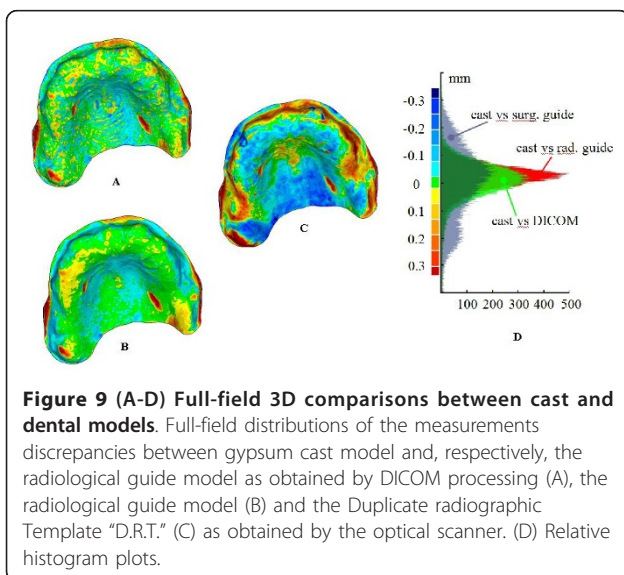 mm
-0.3
-0.2
-0.1
0
0.1
0.2
0.3
cast vs surg. guide
cast vs rad. guide
cast vs DICOM
100 200 300 400 500
A
B
C
D
Figure 9 (A-D) Full-field 3D comparisons between cast and
dental models. Full-field distributions of the measurements
discrepancies between gypsum cast model and, respectively, the
radiological guide model as obtained by DICOM processing (A), the
radiological guide model (B) and the Duplicate radiographic
Template “D.R.T.” (C) as obtained by the optical scanner. (D) Relative
histogram plots.